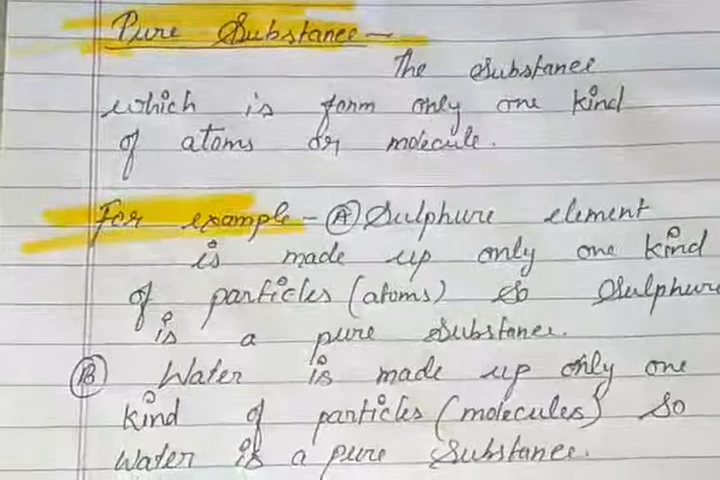 Pure Substance -
The substance
which is form only one kind
of atoms or molecule.
For example - (A) Sulphure element
is made up only one kind
of particles (atoms) so Sulphure
is a pure substance.
(B) Water is made up only one
kind of particles (molecules) so
Water is a pure substance.